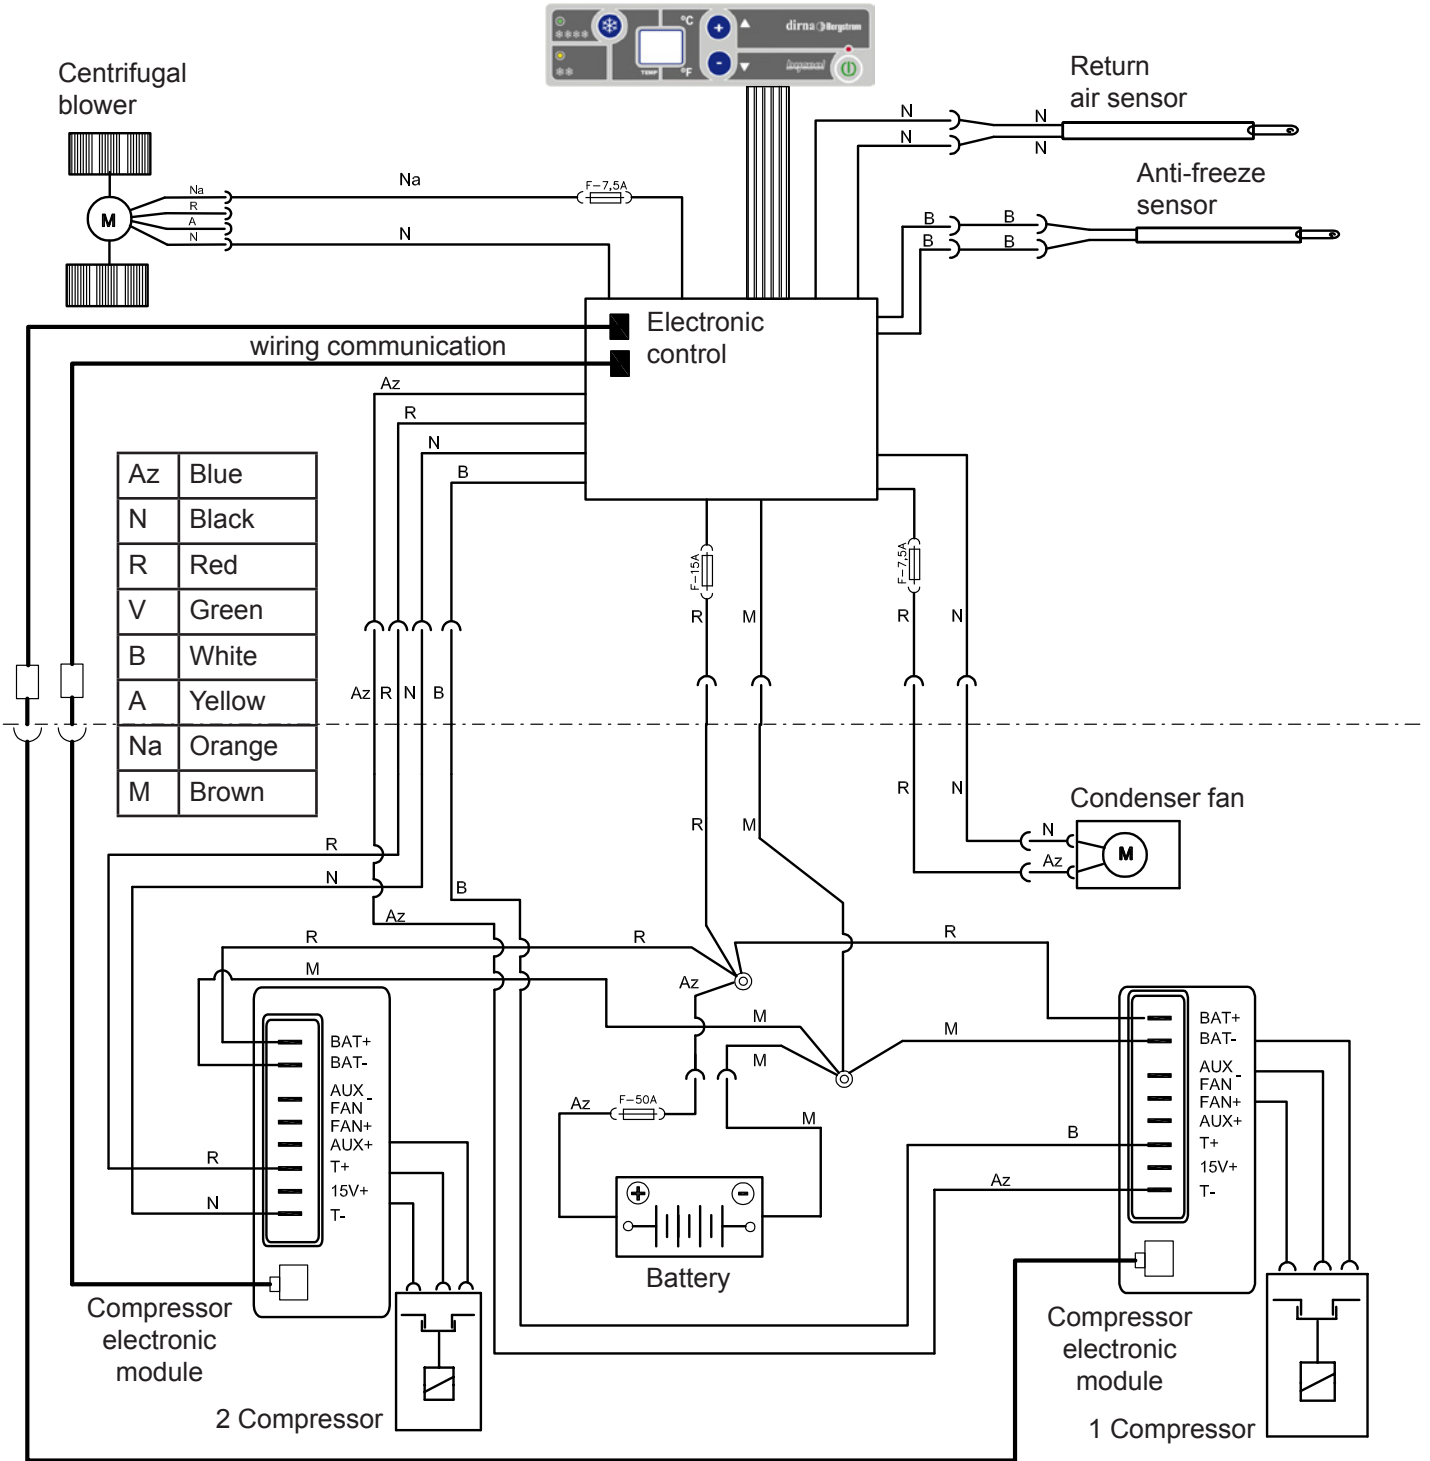 °C
dirna Bergstrom
TEMP
°F
Centrifugal
blower
M
Na
R
A
N
Na
F-7,5A
N
Return
air sensor
N
N
N
N
Anti-freeze
sensor
B
B
B
B
Electronic
control
wiring communication
Az
R
N
B
Az Blue
N Black
R Red
V Green
B White
A Yellow
Na Orange
M Brown
F-15A
F-7,5A
R
M
R
N
Az
R
N
B
R
M
R
N
Condenser fan
N
Az
M
R
N
B
Az
R
R
R
M
Az
M
M
M
BAT+
BAT-
AUX
FAN -
FAN+
AUX+
T+
15V+
T-
R
N
Az
F-50A
M
+
-
Battery
BAT+
BAT-
AUX
FAN -
FAN+
AUX+
T+
15V+
T-
B
Az
Compressor
electronic
module
2 Compressor
Compressor
electronic
module
1 Compressor